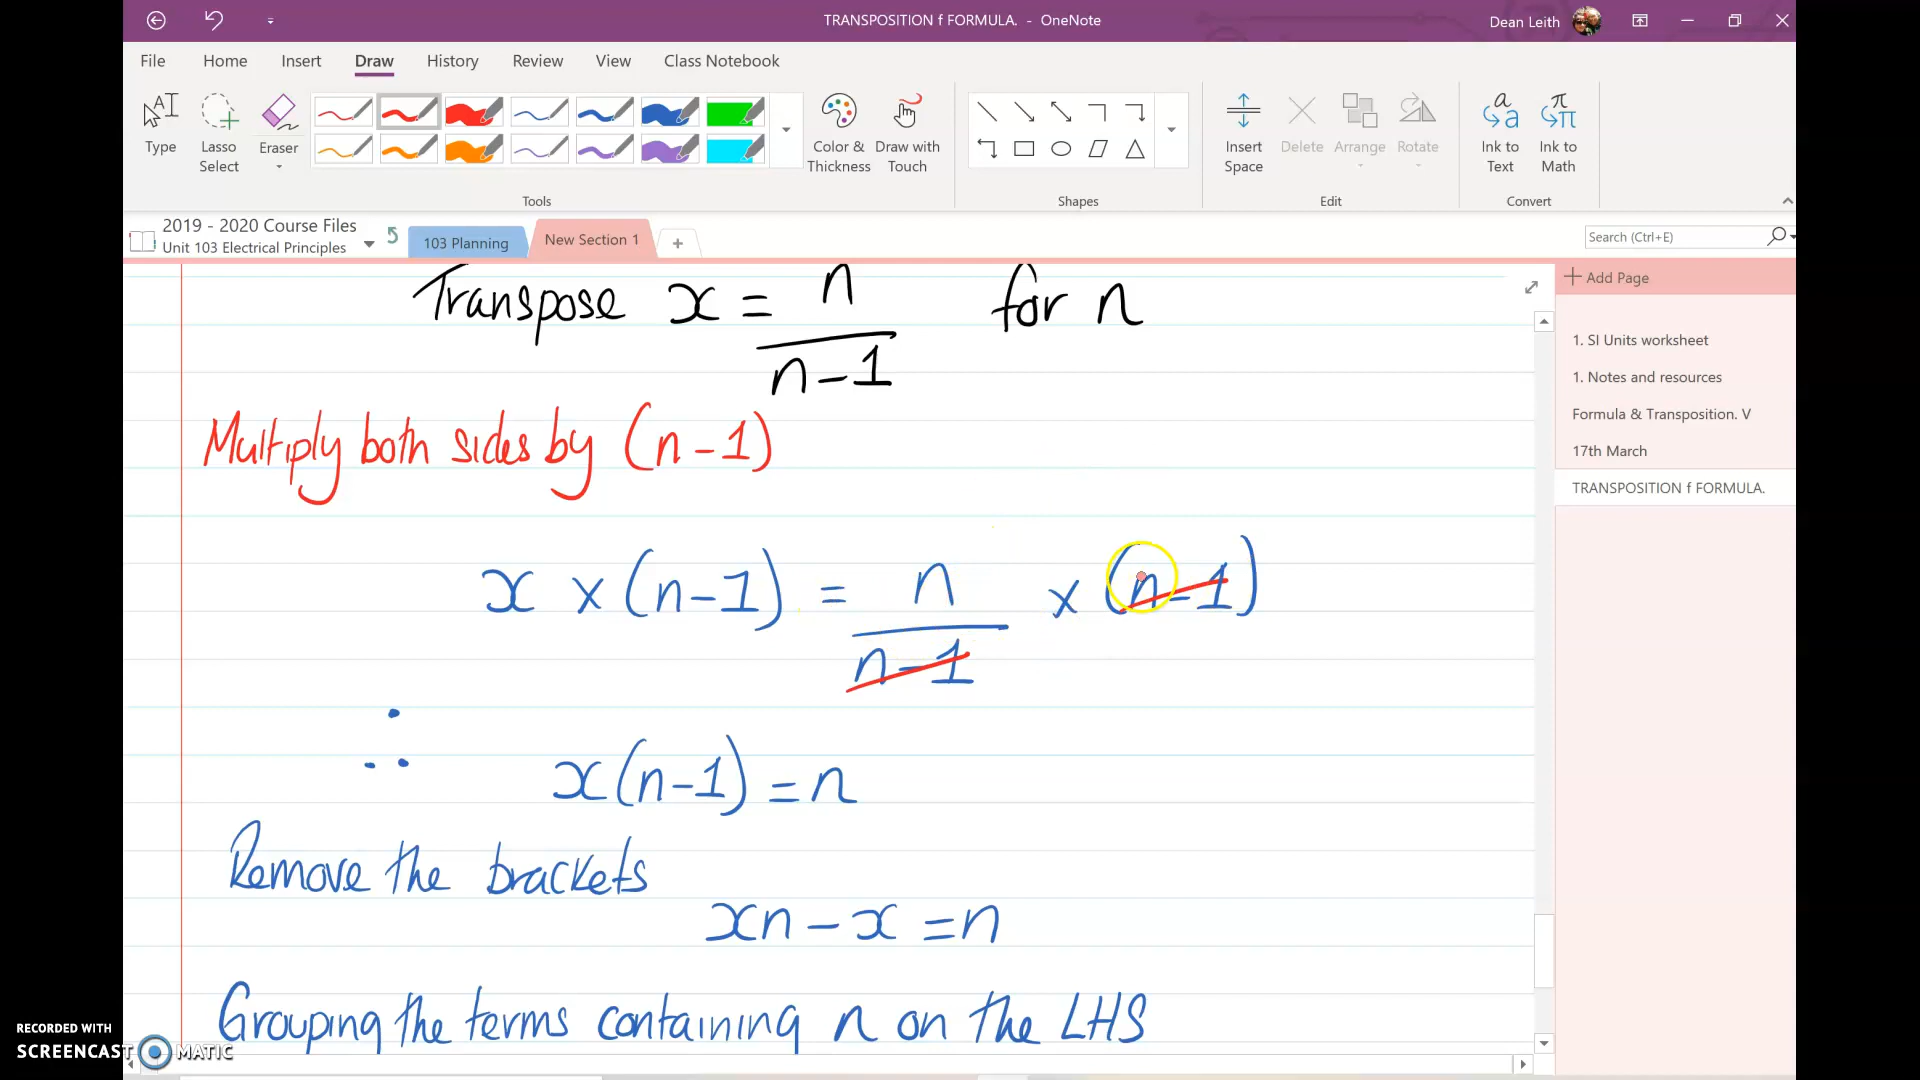 TRANSPOSITION f FORMULA. - OneNote
Dean Leith
File Home Insert Draw History Review View Class Notebook
Type
Lasso Select
Eraser
Color & Thickness
Draw with Touch
Insert Space
Delete
Arrange
Rotate
Ink to Text
Ink to Math
Tools
Shapes
Edit
Convert
2019 - 2020 Course Files
Unit 103 Electrical Principles
103 Planning
New Section 1
Search (Ctrl+E)
Add Page
1. SI Units worksheet
1. Notes and resources
Formula & Transposition. V
17th March
TRANSPOSITION f FORMULA.
Transpose x = n / n-1 for n
Multiply both sides by (n-1)
x × (n-1) = n / n-1 × (n-1)
∴ x(n-1) = n
Remove the brackets
xn - x = n
Grouping the terms containing n on the LHS
RECORDED WITH
SCREENCAST MATIC